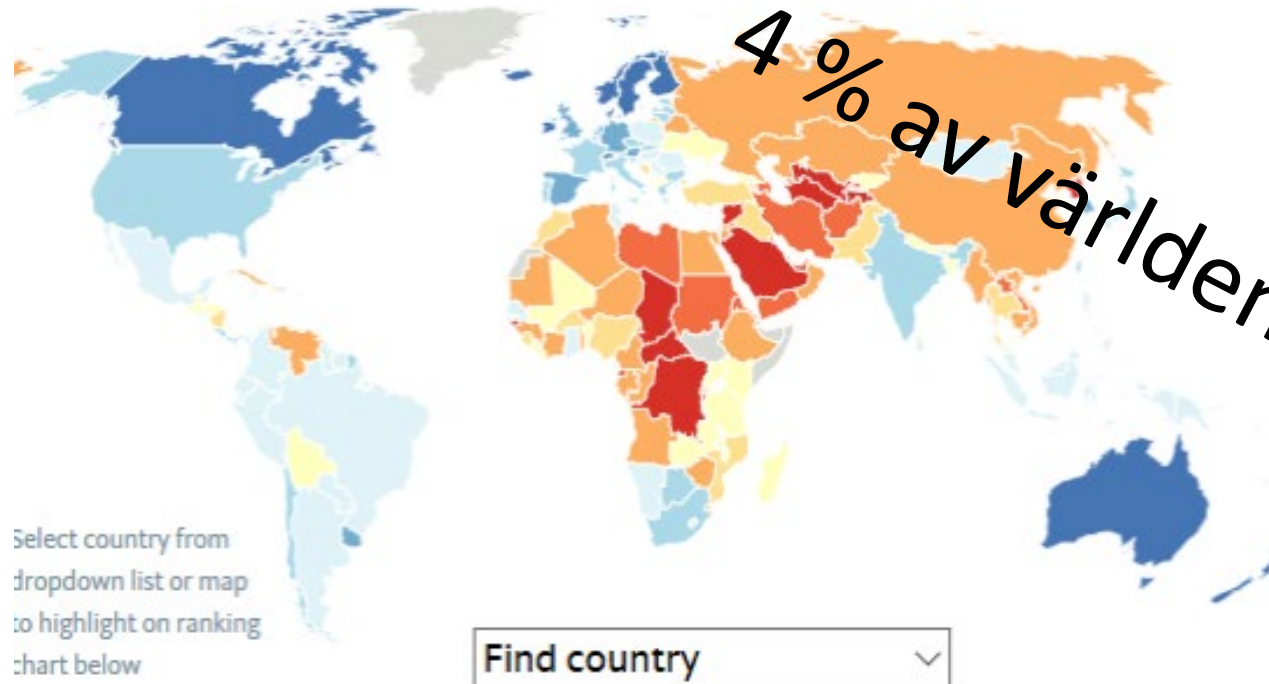 4 % av världen
Select country from
dropdown list or map
to highlight on ranking
chart below
Find country